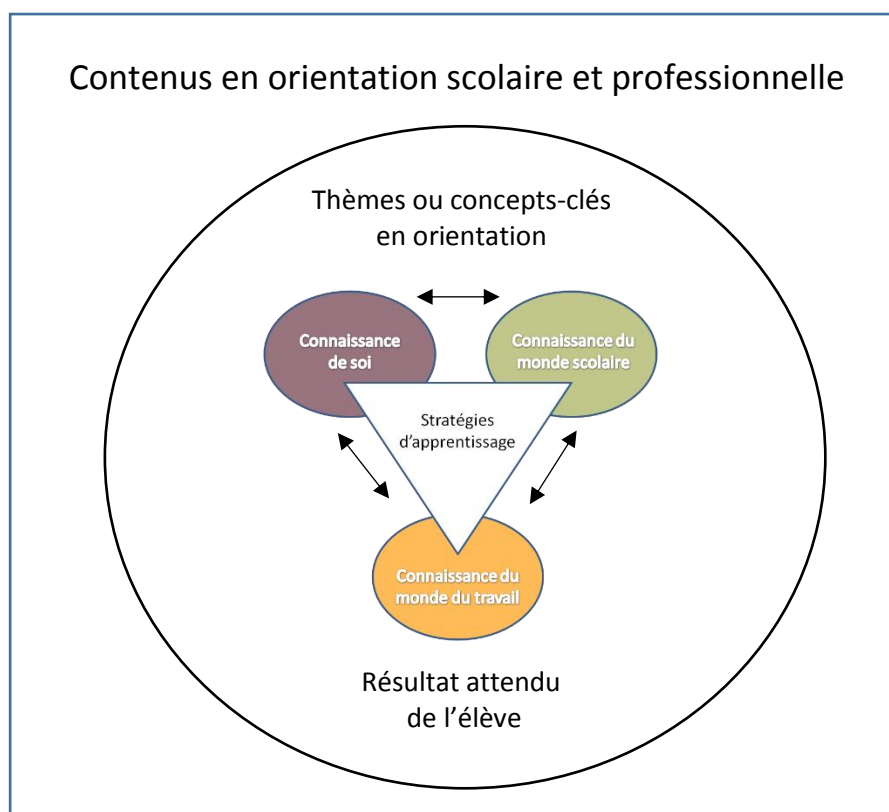 Contenus en orientation scolaire et professionnelle
Thèmes ou concepts-clés
en orientation
Connaissance
de soi
Connaissance du
monde scolaire
Stratégies
d'apprentissage
Connaissance du
monde du travail
Résultat attendu
de l'élève